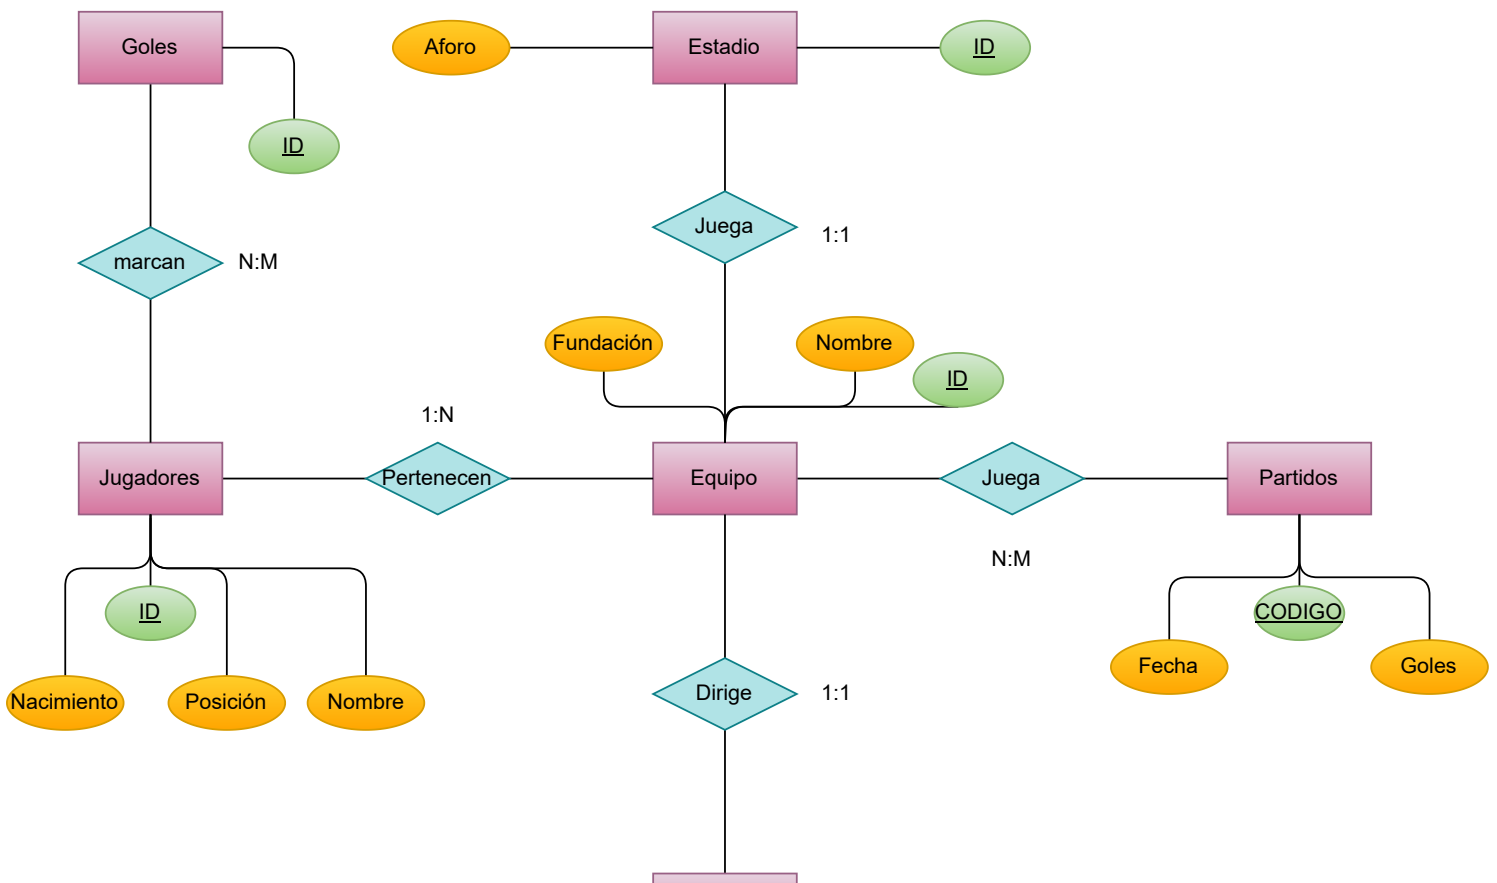 Goles
Aforo
Estadio
ID
ID
Juega
1:1
marcan
N:M
Fundación
Nombre
ID
1:N
Jugadores
Pertenecen
Equipo
Juega
Partidos
N:M
ID
CODIGO
Fecha
Goles
Nacimiento
Posición
Nombre
Dirige
1:1